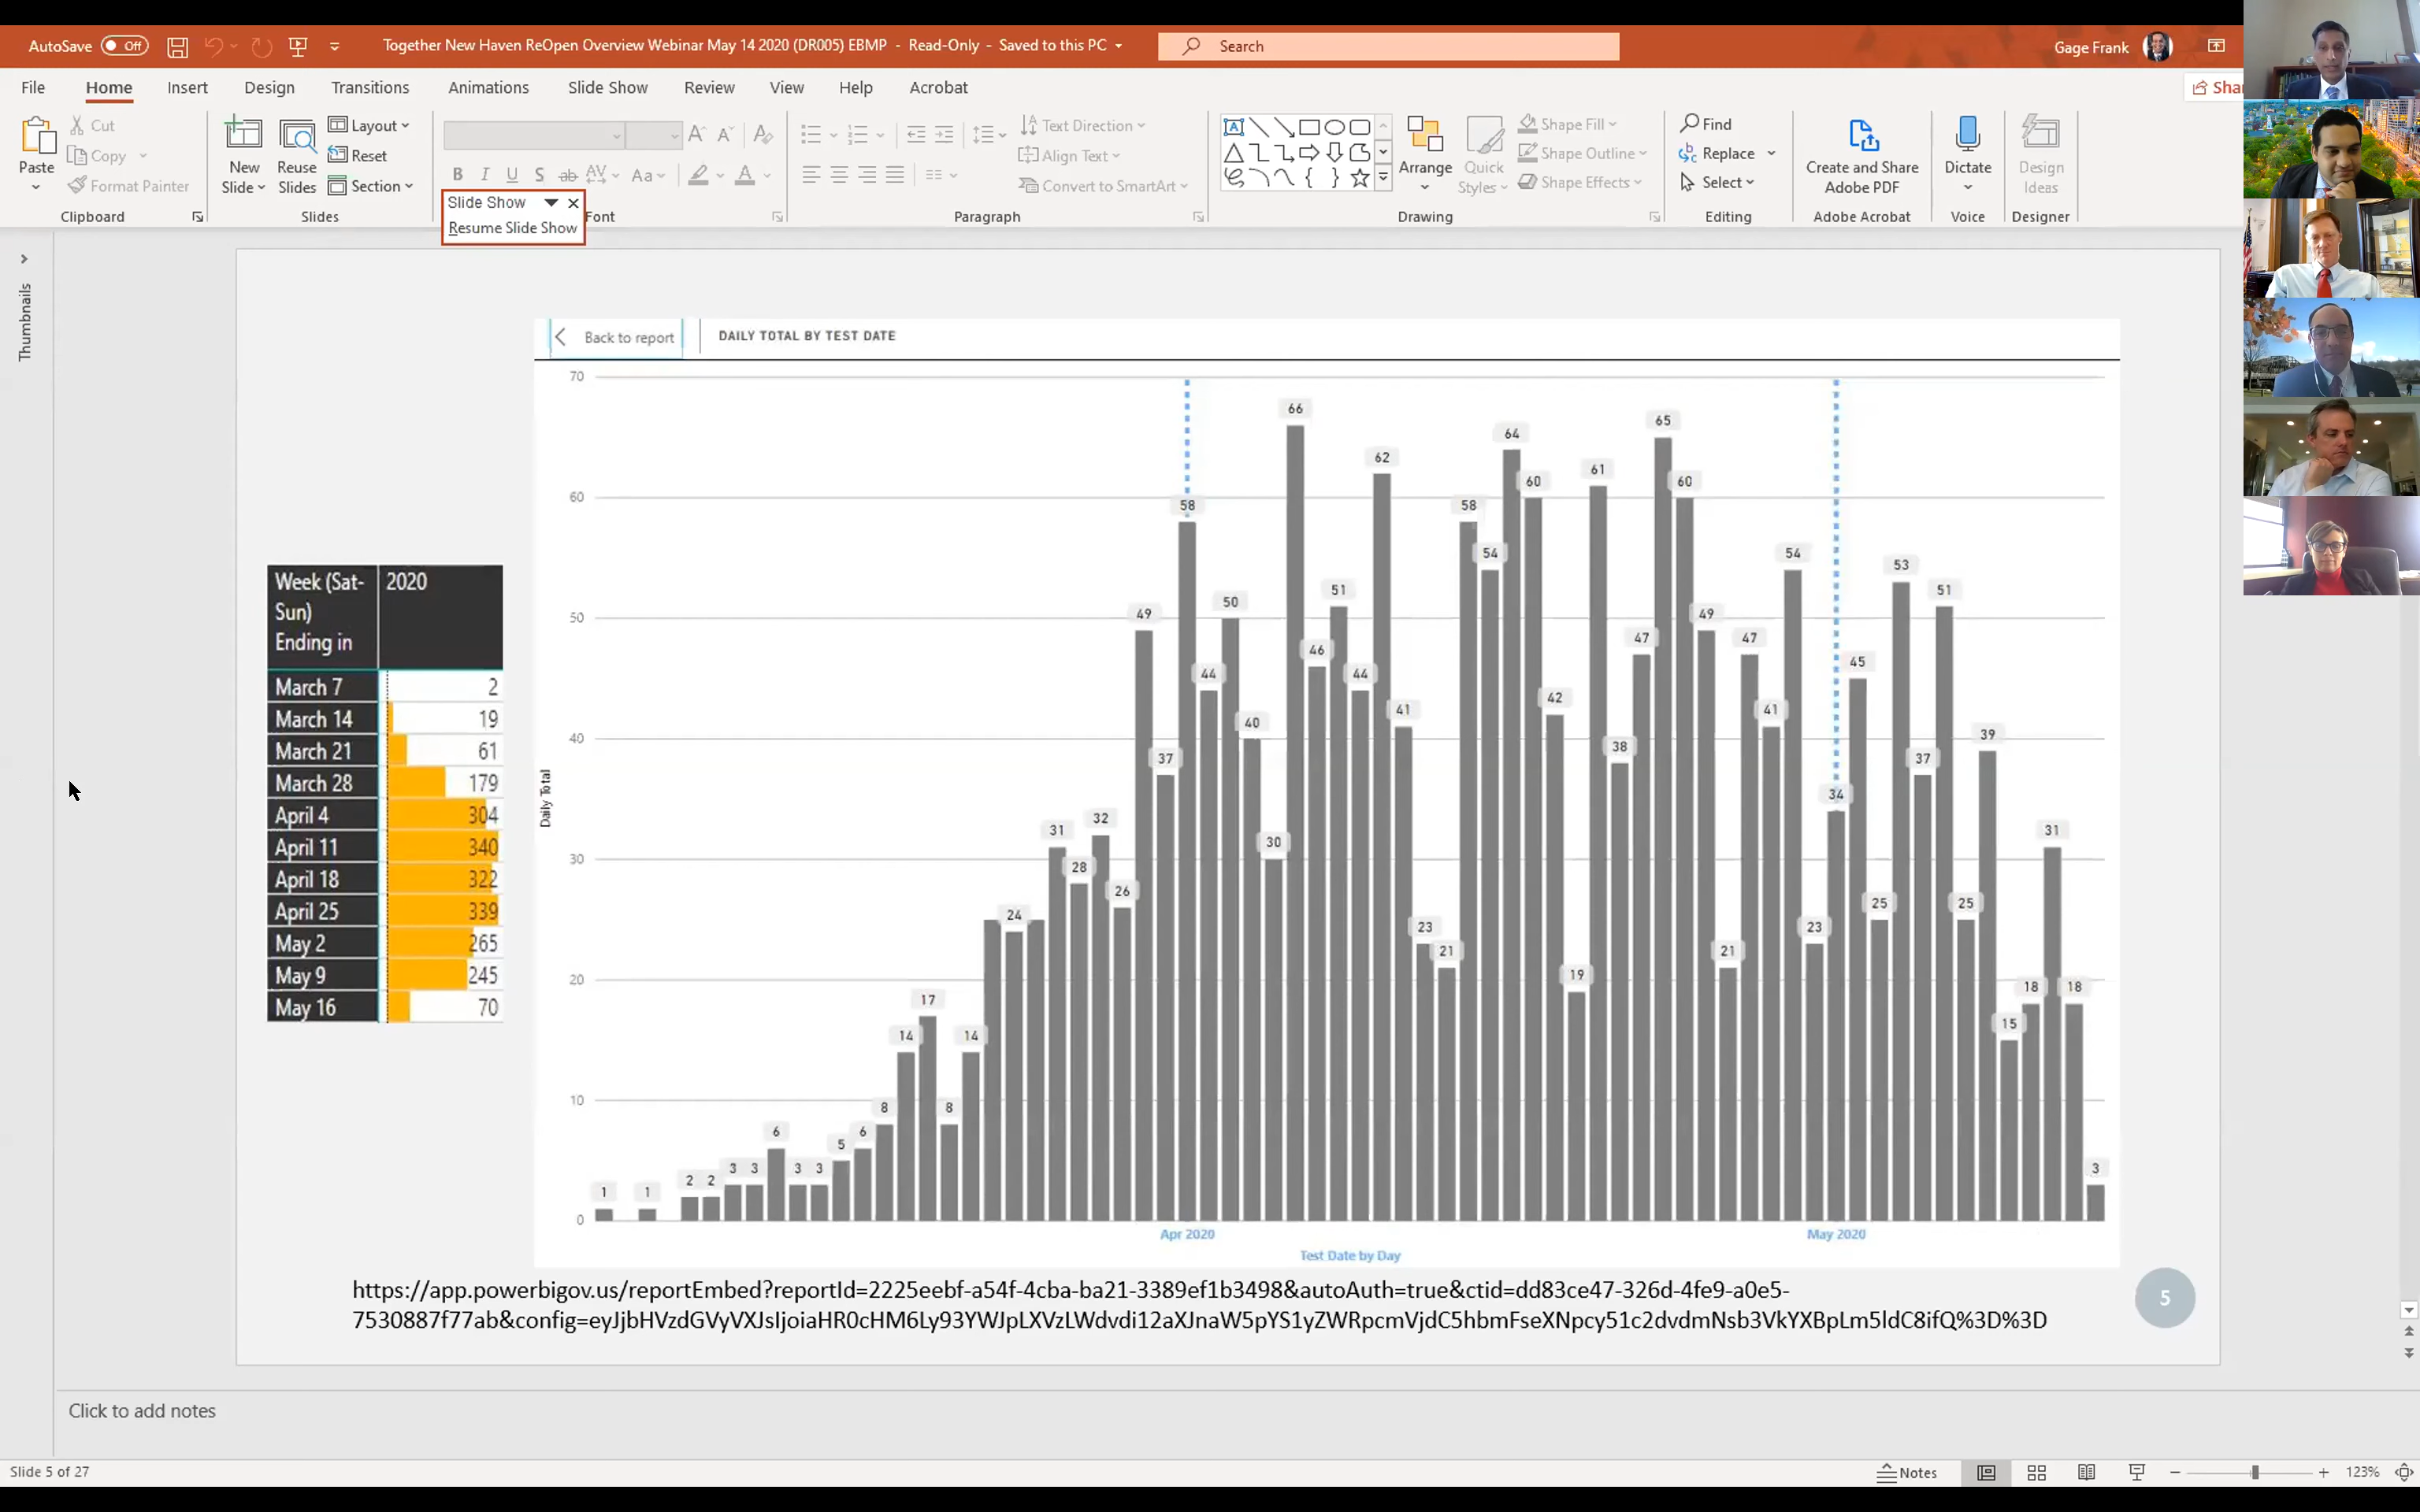 AutoSave Off Together New Haven ReOpen Overview Webinar May 14 2020 (DR005) EBMP - Read-Only - Saved to this PC Search Gage Frank
File Home Insert Design Transitions Animations Slide Show Review View Help Acrobat
Paste
Cut
Copy
Format Painter
Clipboard
New Slide
Reuse Slides
Layout
Reset
Section
Slides
Slide Show
Resume Slide Show
Font
Text Direction
Align Text
Convert to SmartArt
Paragraph
Arrange
Quick Styles
Shape Fill
Shape Outline
Shape Effects
Drawing
Find
Replace
Select
Editing
Create and Share
Adobe PDF
Adobe Acrobat
Dictate
Voice
Design
Ideas
Designer
Thumbnails
Week (Sat-
Sun)
Ending in
2020
March 7 2
March 14 19
March 21 61
March 28 179
April 4 304
April 11 340
April 18 322
April 25 339
May 2 265
May 9 245
May 16 70
Back to report DAILY TOTAL BY TEST DATE
Daily Total
70
60
50
40
30
20
10
0
1 1 2 2 3 3 6 3 3 5 6 8 14 17 8 14 24 31 28 32 26 49 37 58 44 50 40 30 66 46 51 44 62 41 23 21 58 54 64 60 42 19 61 38 47 65 60 49 21 47 41 54 23 34 45 25 53 37 51 25 39 15 18 31 18 3
Apr 2020 May 2020
Test Date by Day
https://app.powerbigov.us/reportEmbed?reportId=2225eebf-a54f-4cba-ba21-3389ef1b3498&autoAuth=true&ctid=dd83ce47-326d-4fe9-a0e5-
7530887f77ab&config=eyJjbHVzdGVyVXJsIjoiaHR0cHM6Ly93YWJpLXVzLWdvdi12aXJnaW5pYS1yZWRpcmVjdC5hbmFseXNpcy51c2dvdmNsb3VkYXBpLm5ldC8ifQ%3D%3D
5
Click to add notes
Slide 5 of 27 Notes 123%